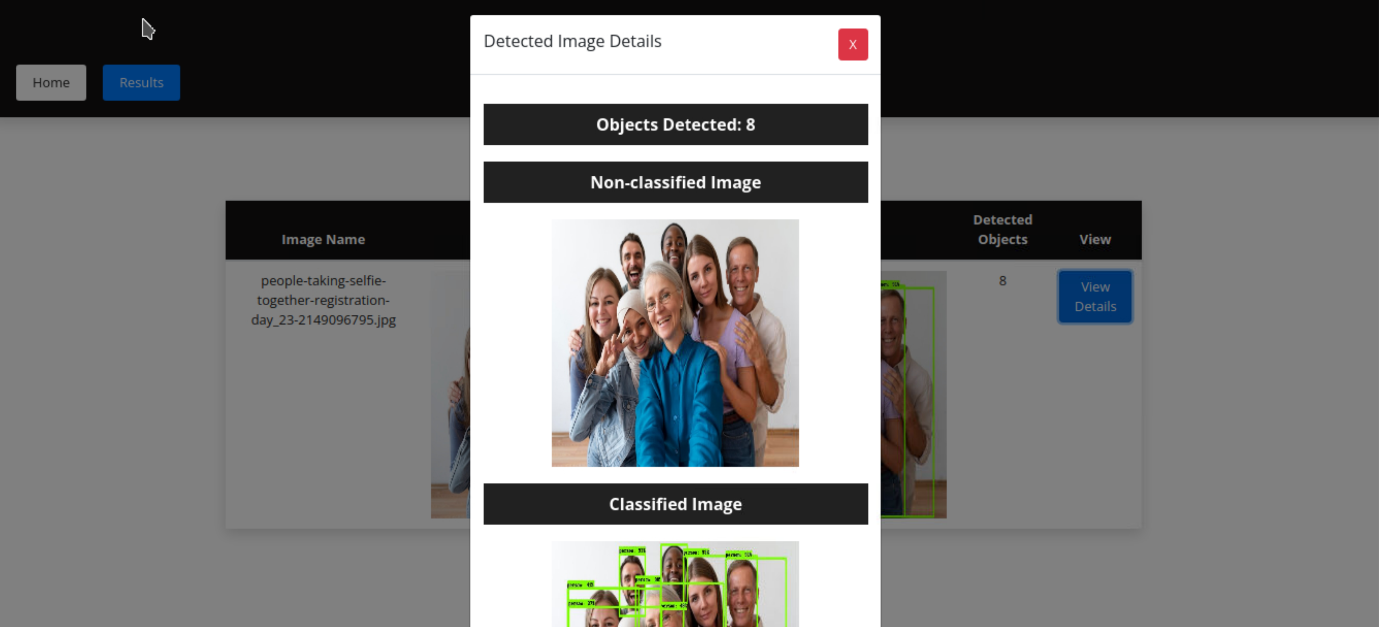 Detected Image Details
X
Home
Results
Objects Detected: 8
Non-classified Image
Image Name
Detected
Objects
View
people-taking-selfie-
together-registration-
day_23-2149096795.jpg
8
View
Details
Classified Image